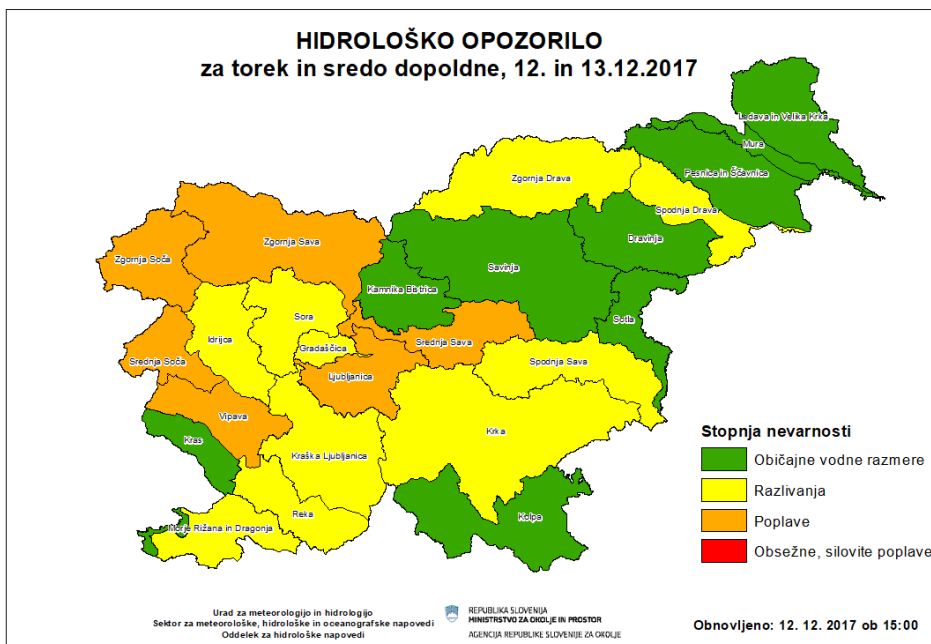 HIDROLOŠKO OPOZORILO
za torek in sredo dopoldne, 12. in 13.12.2017
Ledava in Velika Krka
Mura
Pesnica in Ščavnica
Zgornja Drava
Spodnja Drava
Dravinja
Zgornja Sava
Zgornja Soča
Savinja
Kamnika Bistrica
Sora
Sotla
Idrijca
Gradaščica
Srednja Sava
Srednja Soča
Ljubljanica
Spodnja Sava
Vipava
Kras
Krka
Kraška Ljubljanica
Reka
Kolpa
Morje Rižana in Dragonja
Stopnja nevarnosti
Običajne vodne razmere
Razlivanja
Poplave
Obsežne, silovite poplave
Urad za meteorologijo in hidrologijo
Sektor za meteorološke, hidrološke in oceanografske napovedi
Oddelek za hidrološke napovedi
REPUBLIKA SLOVENIJA
MINISTRSTVO ZA OKOLJE IN PROSTOR
AGENCIJA REPUBLIKE SLOVENIJE ZA OKOLJE
Obnovljeno: 12. 12. 2017 ob 15:00